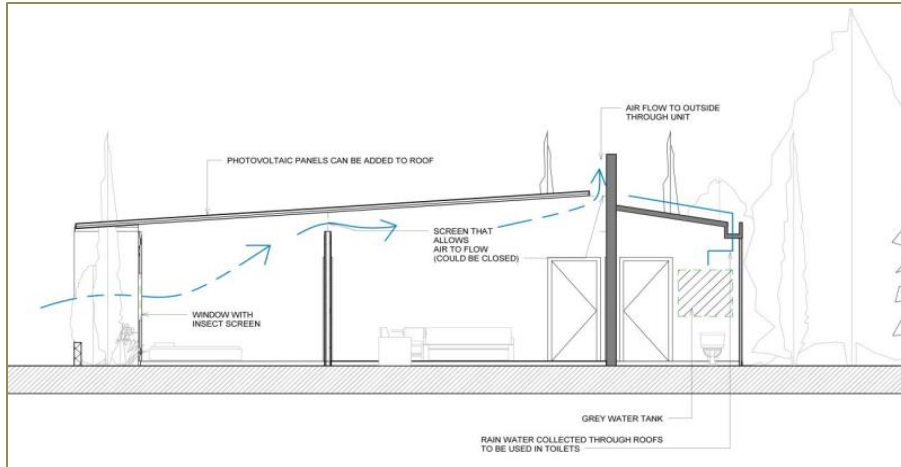 AIR FLOW TO OUTSIDE
THROUGH UNIT
PHOTOVOLTAIC PANELS CAN BE ADDED TO ROOF
SCREEN THAT
ALLOWS
AIR TO FLOW
(COULD BE CLOSED)
WINDOW WITH
INSECT SCREEN
GREY WATER TANK
RAIN WATER COLLECTED THROUGH ROOFS
TO BE USED IN TOILETS